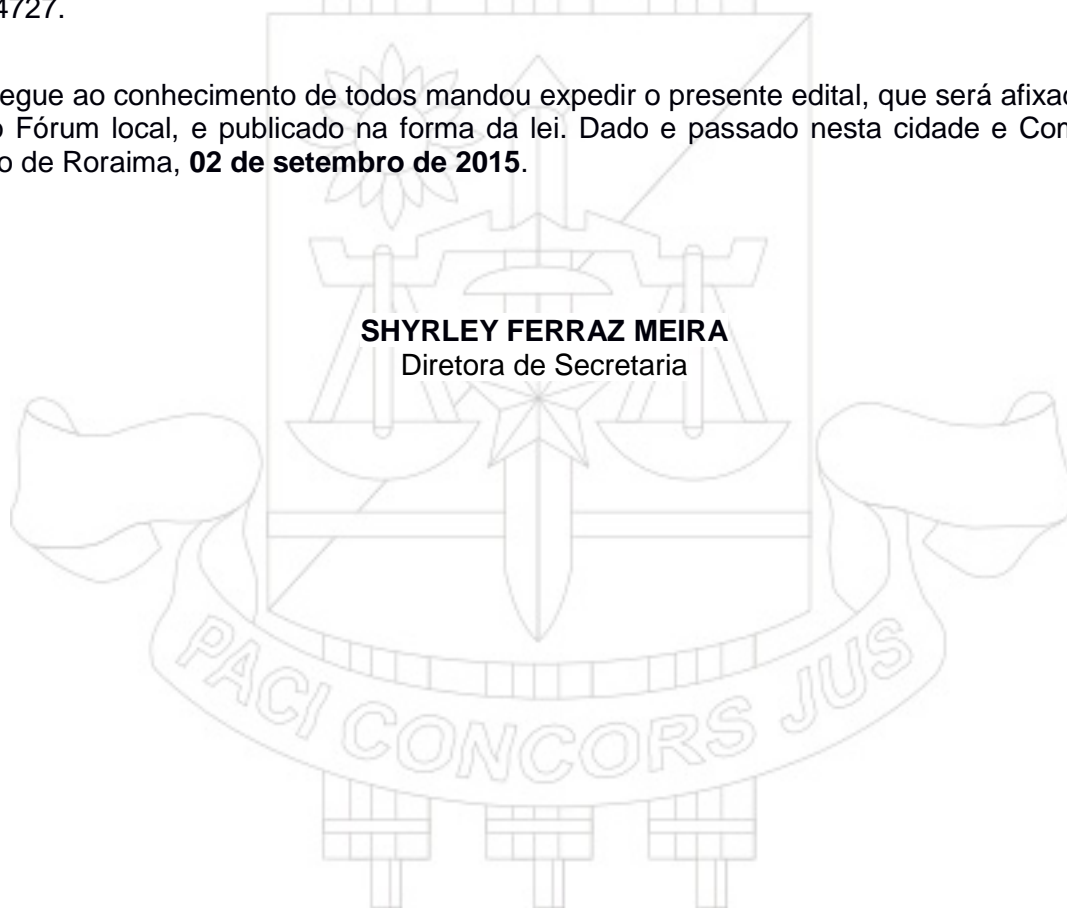 4727.
egue ao conhecimento de todos mandou expedir o presente edital, que será afixa
Fórum local, e publicado na forma da lei. Dado e passado nesta cidade e Co
o de Roraima, 02 de setembro de 2015.
SHYRLEY FERRAZ MEIRA
Diretora de Secretaria
PACI CONCORS JUS